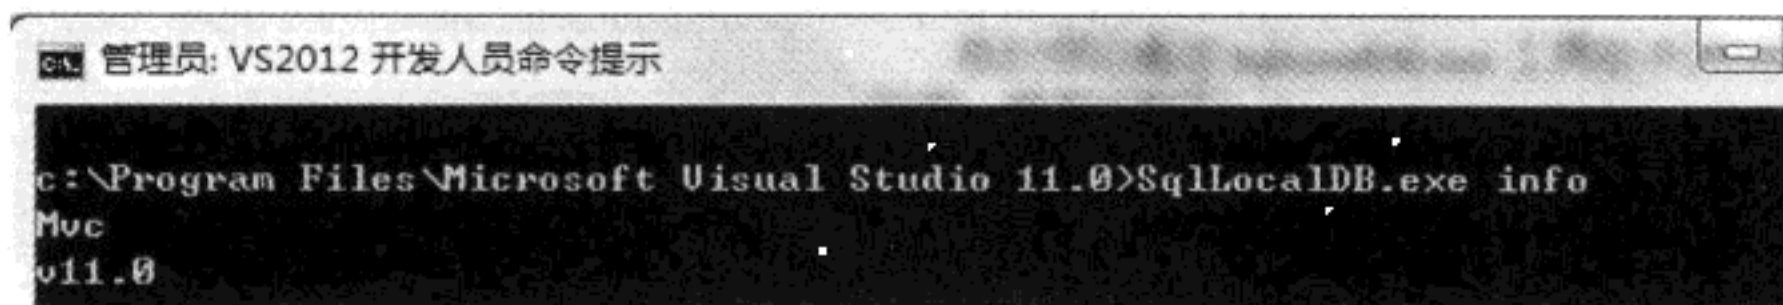 管理员: VS2012 开发人员命令提示
c:\Program Files\Microsoft Visual Studio 11.0>SqlLocalDB.exe info
Mvc
v11.0